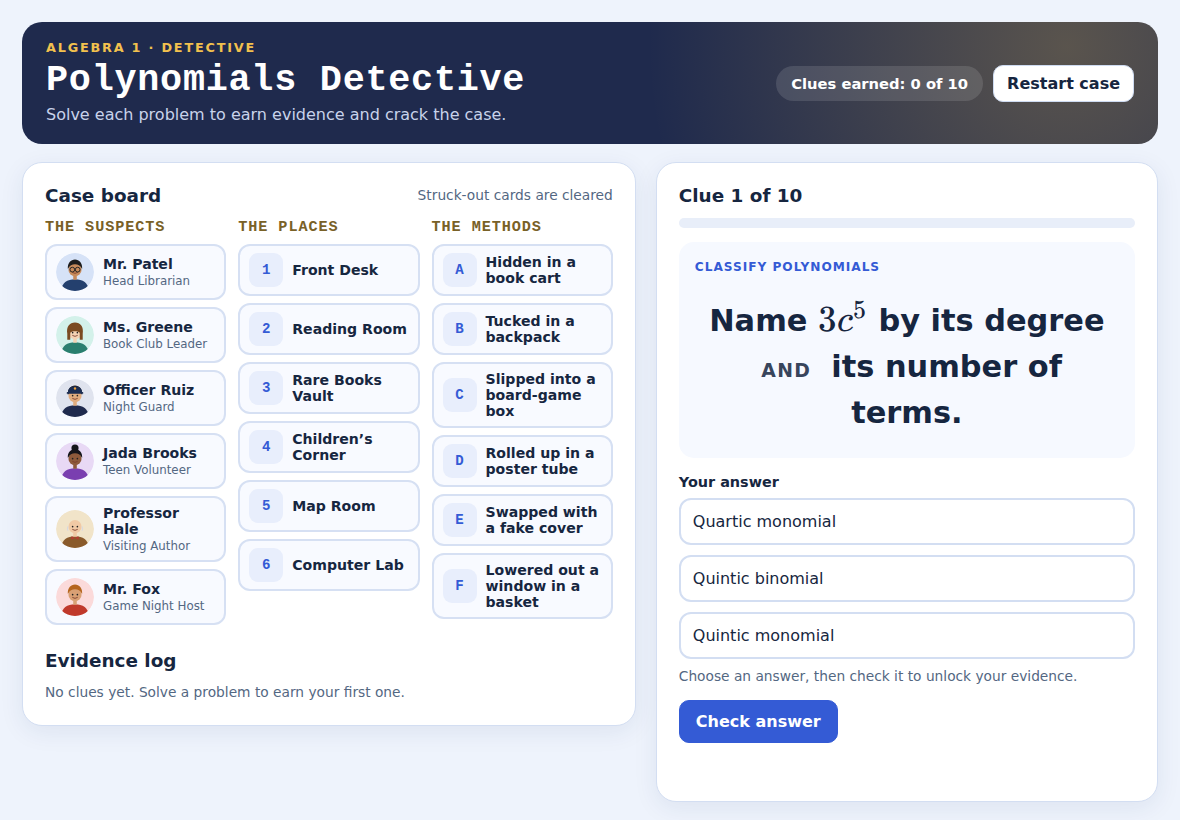 ALGEBRA 1 · DETECTIVE
Polynomials Detective
Solve each problem to earn evidence and crack the case.
Clues earned: 0 of 10
Restart case
Case board
Struck-out cards are cleared
THE SUSPECTS
Mr. Patel
Head Librarian
Ms. Greene
Book Club Leader
Officer Ruiz
Night Guard
Jada Brooks
Teen Volunteer
Professor
Hale
Visiting Author
Mr. Fox
Game Night Host
THE PLACES
1 Front Desk
2 Reading Room
3 Rare Books
Vault
4 Children’s
Corner
5 Map Room
6 Computer Lab
THE METHODS
A Hidden in a
book cart
B Tucked in a
backpack
C Slipped into a
board-game
box
D Rolled up in a
poster tube
E Swapped with
a fake cover
F Lowered out a
window in a
basket
Evidence log
No clues yet. Solve a problem to earn your first one.
Clue 1 of 10
CLASSIFY POLYNOMIALS
Name 3c⁵ by its degree
AND its number of
terms.
Your answer
Quartic monomial
Quintic binomial
Quintic monomial
Choose an answer, then check it to unlock your evidence.
Check answer